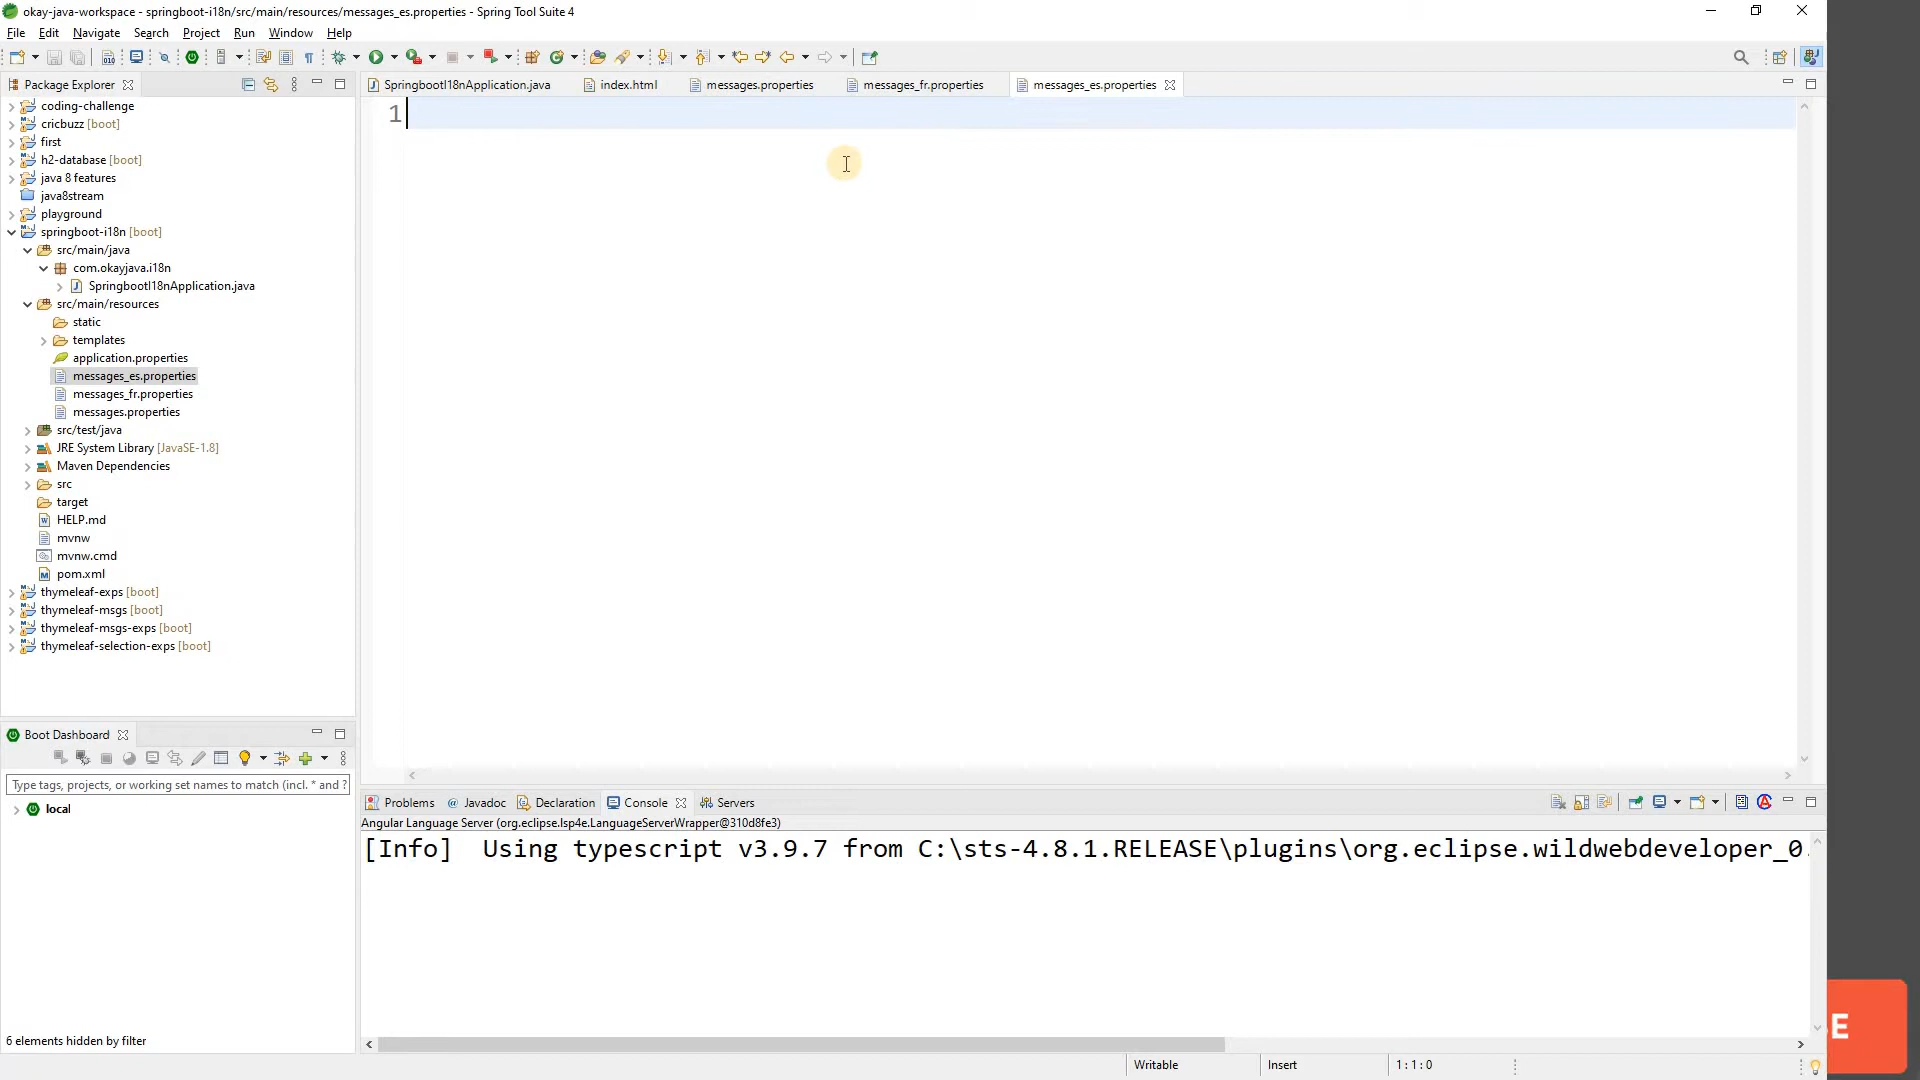 okay-java-workspace - springboot-i18n/src/main/resources/messages_es.properties - Spring Tool Suite 4
File Edit Navigate Search Project Run Window Help
Package Explorer
SpringbootI18nApplication.java index.html messages.properties messages_fr.properties messages_es.properties
1
coding-challenge
cricbuzz [boot]
first
h2-database [boot]
java 8 features
java8stream
playground
springboot-i18n [boot]
src/main/java
com.okayjava.i18n
SpringbootI18nApplication.java
src/main/resources
static
templates
application.properties
messages_es.properties
messages_fr.properties
messages.properties
src/test/java
JRE System Library [JavaSE-1.8]
Maven Dependencies
src
target
HELP.md
mvnw
mvnw.cmd
pom.xml
thymeleaf-exps [boot]
thymeleaf-msgs [boot]
thymeleaf-msgs-exps [boot]
thymeleaf-selection-exps [boot]
Boot Dashboard
Type tags, projects, or working set names to match (incl. * and ?
local
6 elements hidden by filter
Problems @ Javadoc Declaration Console Servers
Angular Language Server (org.eclipse.lsp4e.LanguageServerWrapper@310d8fe3)
[Info]  Using typescript v3.9.7 from C:\sts-4.8.1.RELEASE\plugins\org.eclipse.wildwebdeveloper_0.
Writable Insert 1:1:0
E